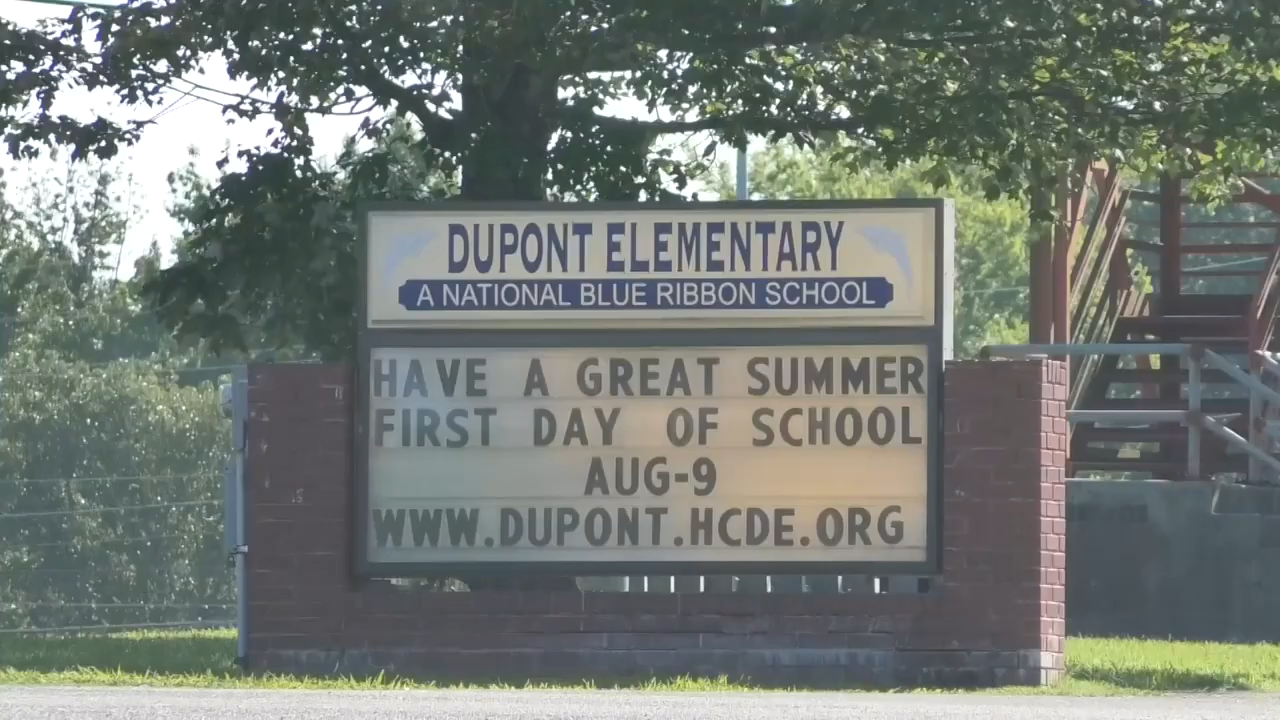 DUPONT ELEMENTARY
A NATIONAL BLUE RIBBON SCHOOL
HAVE A GREAT SUMMER
FIRST DAY OF SCHOOL
AUG-9
WWW.DUPONT.HCDE.ORG